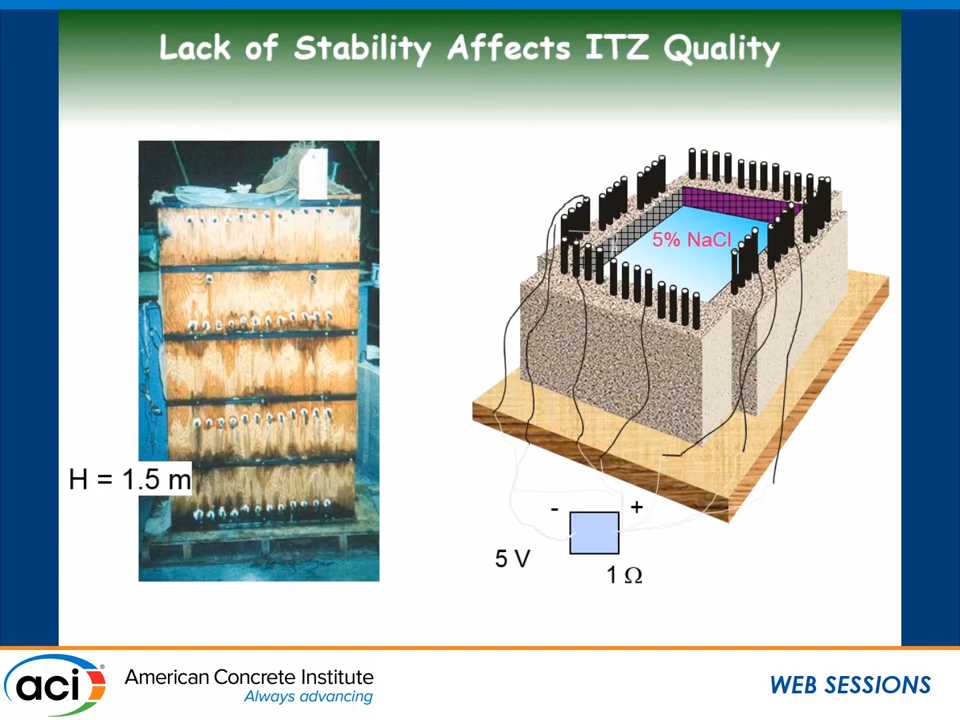 Lack of Stability Affects ITZ Quality
5% NaCl
H = 1.5 m
- +
5 V
1 Ω
aci®
American Concrete Institute
Always advancing
WEB SESSIONS